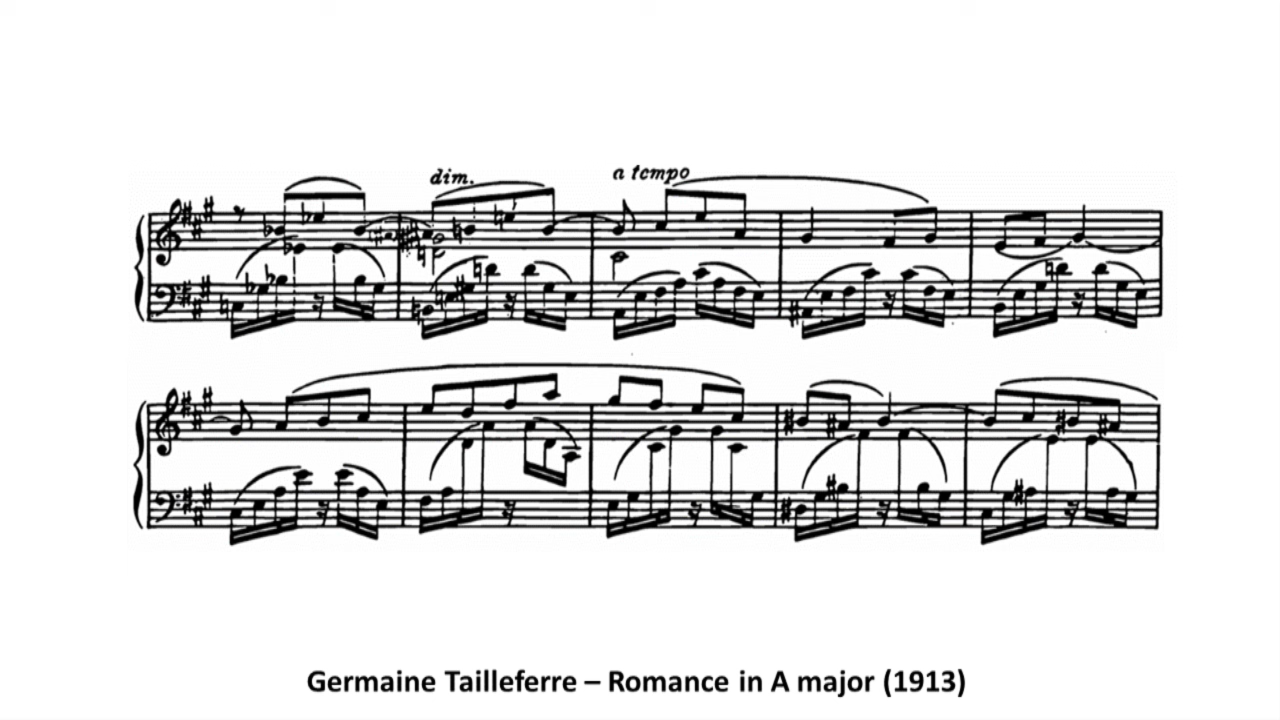 dim.
a tempo
Germaine Tailleferre – Romance in A major (1913)